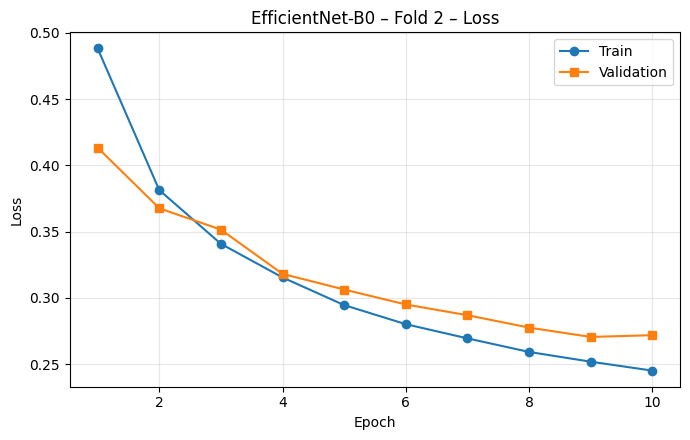 EfficientNet-B0 – Fold 2 – Loss
Train
Validation
0.50
0.45
0.40
0.35
0.30
0.25
Loss
2 4 6 8 10
Epoch